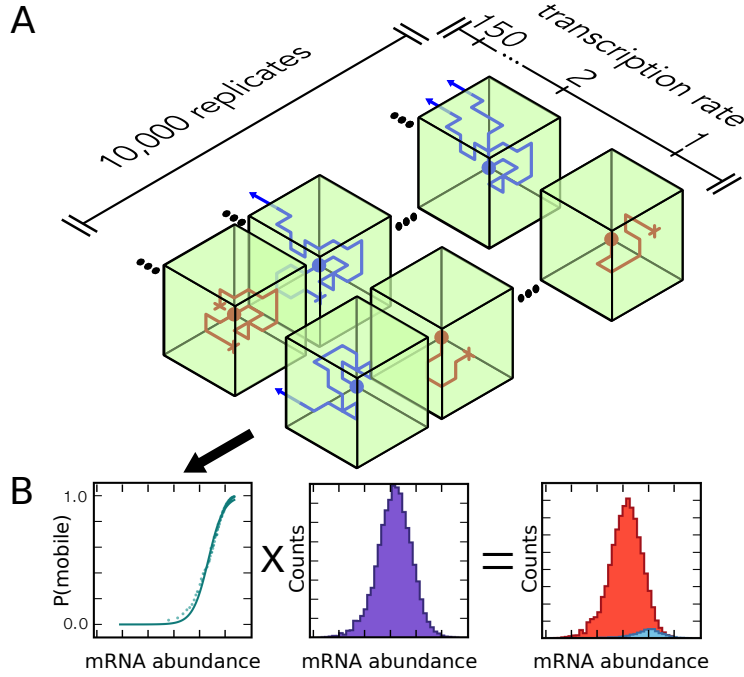 A
10,000 replicates
transcription rate
150 ... 2 1
B
1.0
0.0
P(mobile)
mRNA abundance
X
Counts
mRNA abundance
=
Counts
mRNA abundance